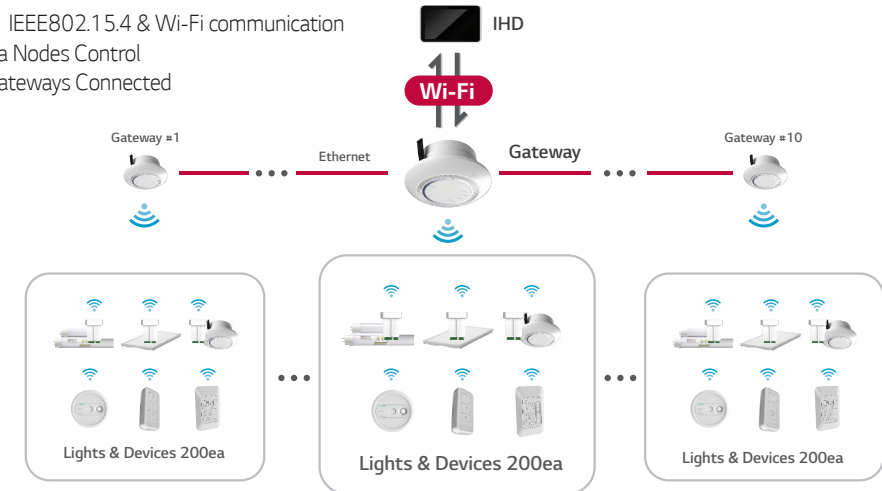 IEEE802.15.4 & Wi-Fi communication
a Nodes Control
ateways Connected
IHD
Wi-Fi
Gateway #1
Ethernet
Gateway
Gateway #10
Lights & Devices 200ea
Lights & Devices 200ea
Lights & Devices 200ea